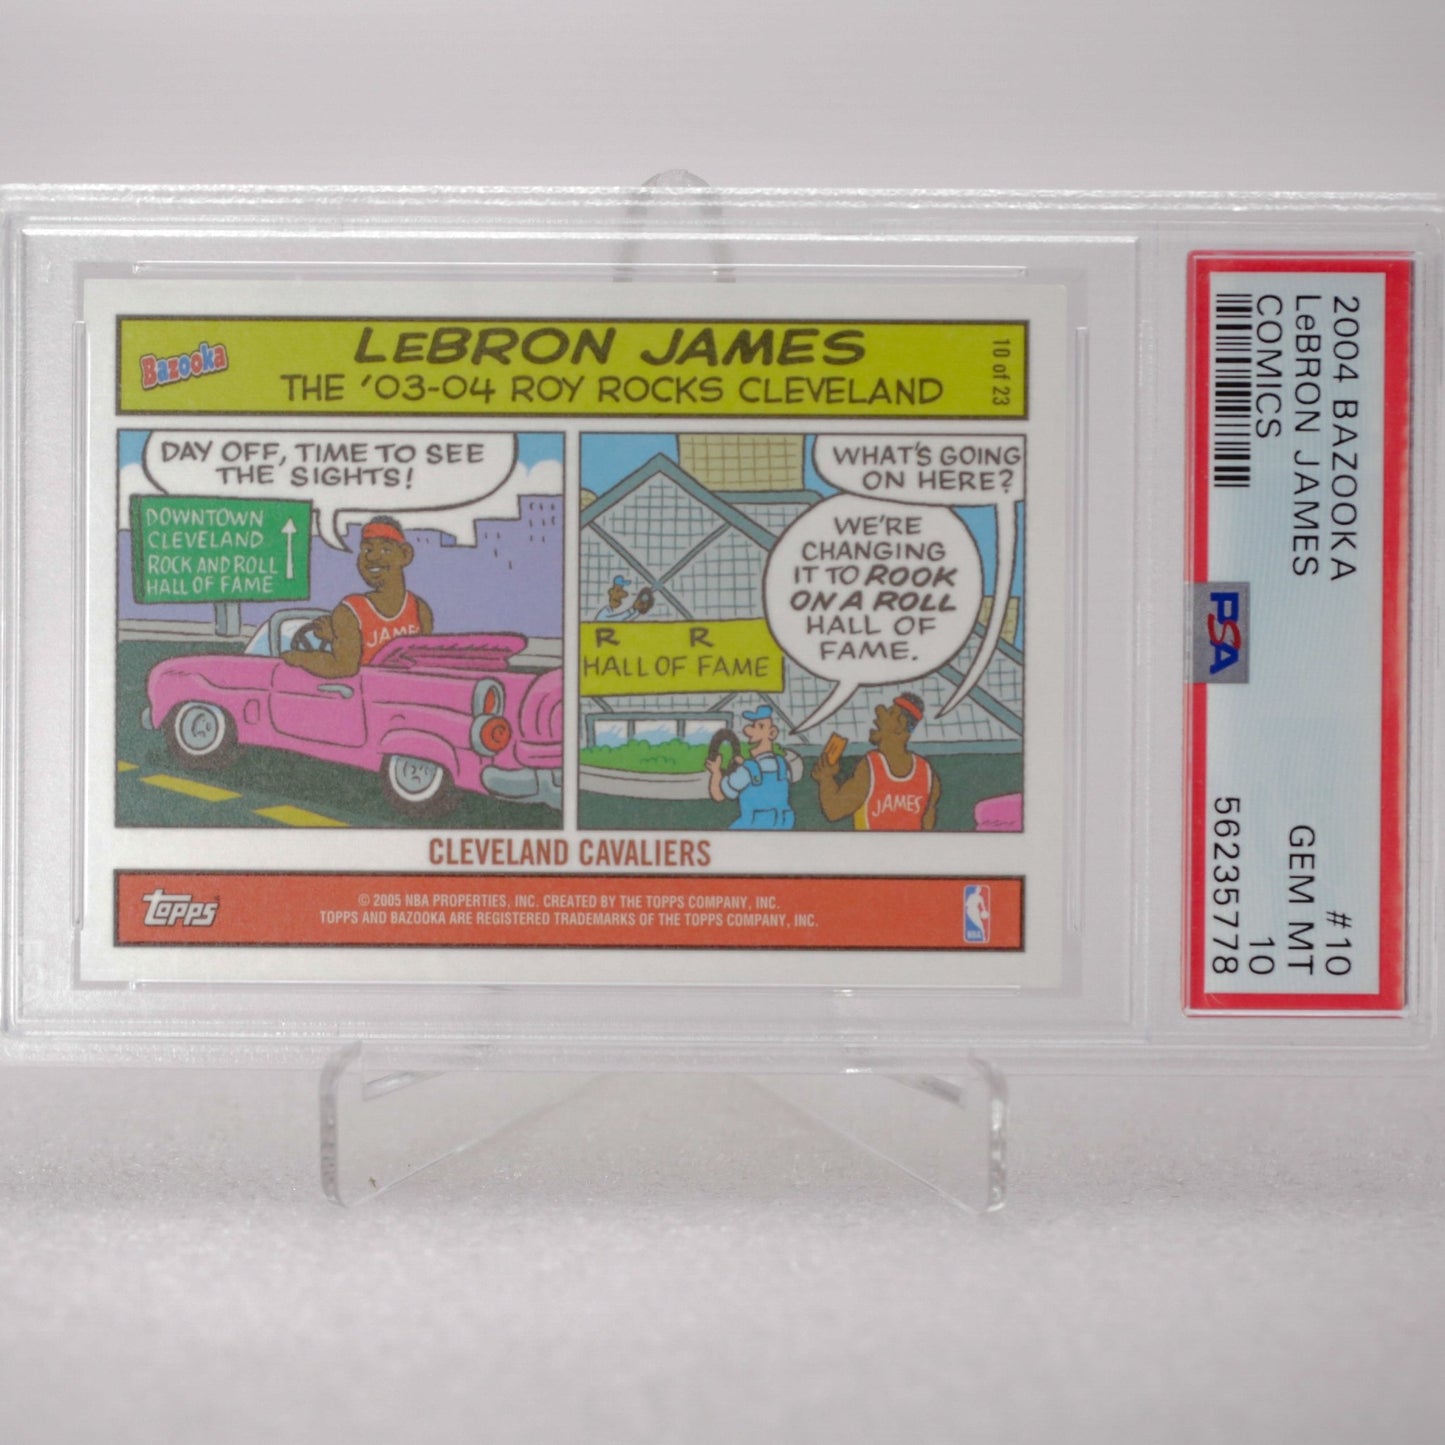 Bazooka
LeBRON JAMES
THE '03-04 ROY ROCKS CLEVELAND
10 of 23
DAY OFF, TIME TO SEE
THE SIGHTS!
DOWNTOWN
CLEVELAND
ROCK AND ROLL
HALL OF FAME
JAME
WHAT'S GOING
ON HERE?
WE'RE
CHANGING
IT TO ROOK
ON A ROLL
HALL OF
FAME.
R R
HALL OF FAME
JAMES
CLEVELAND CAVALIERS
topps
© 2005 NBA PROPERTIES, INC. CREATED BY THE TOPPS COMPANY, INC.
TOPPS AND BAZOOKA ARE REGISTERED TRADEMARKS OF THE TOPPS COMPANY, INC.
NBA
2004 BAZOOKA #10
LeBRON JAMES GEM MT
COMICS 10
56235778
PSA